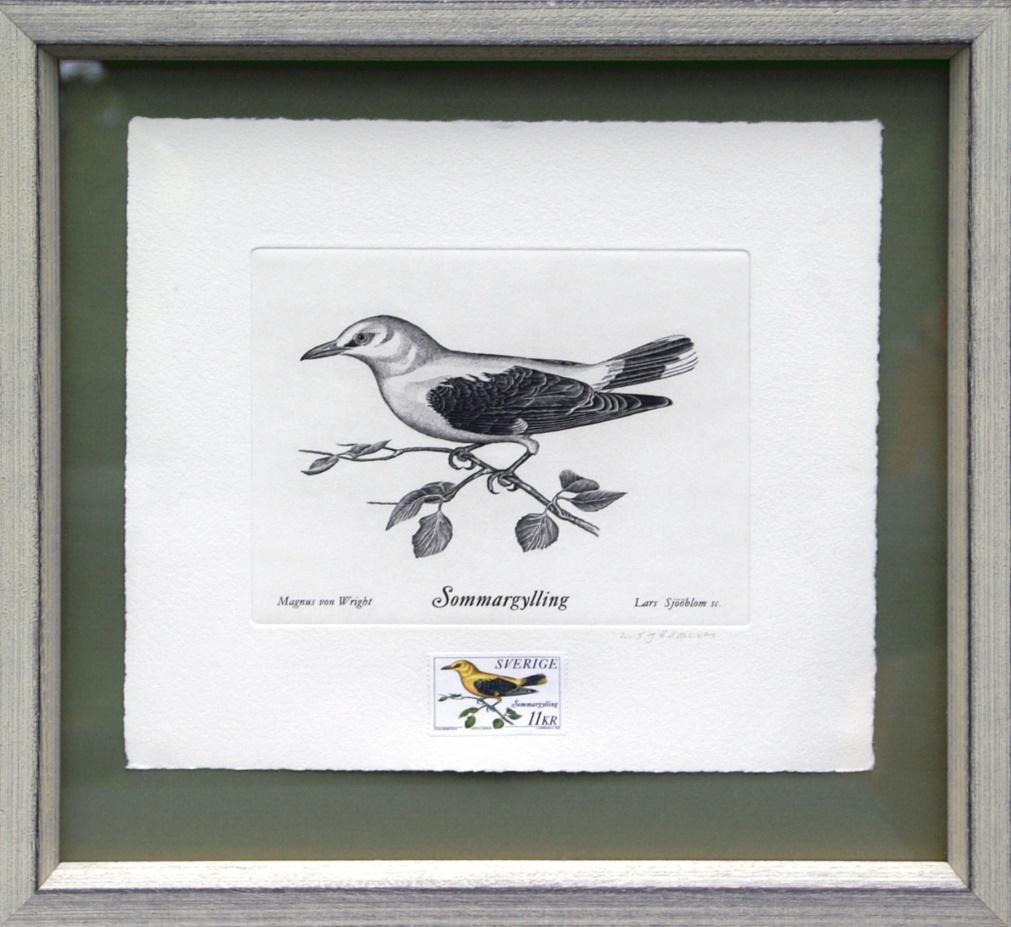 Magnus von Wright
Sommargylling
Lars Sjööblom sc.
SVERIGE
Sommargylling
11KR